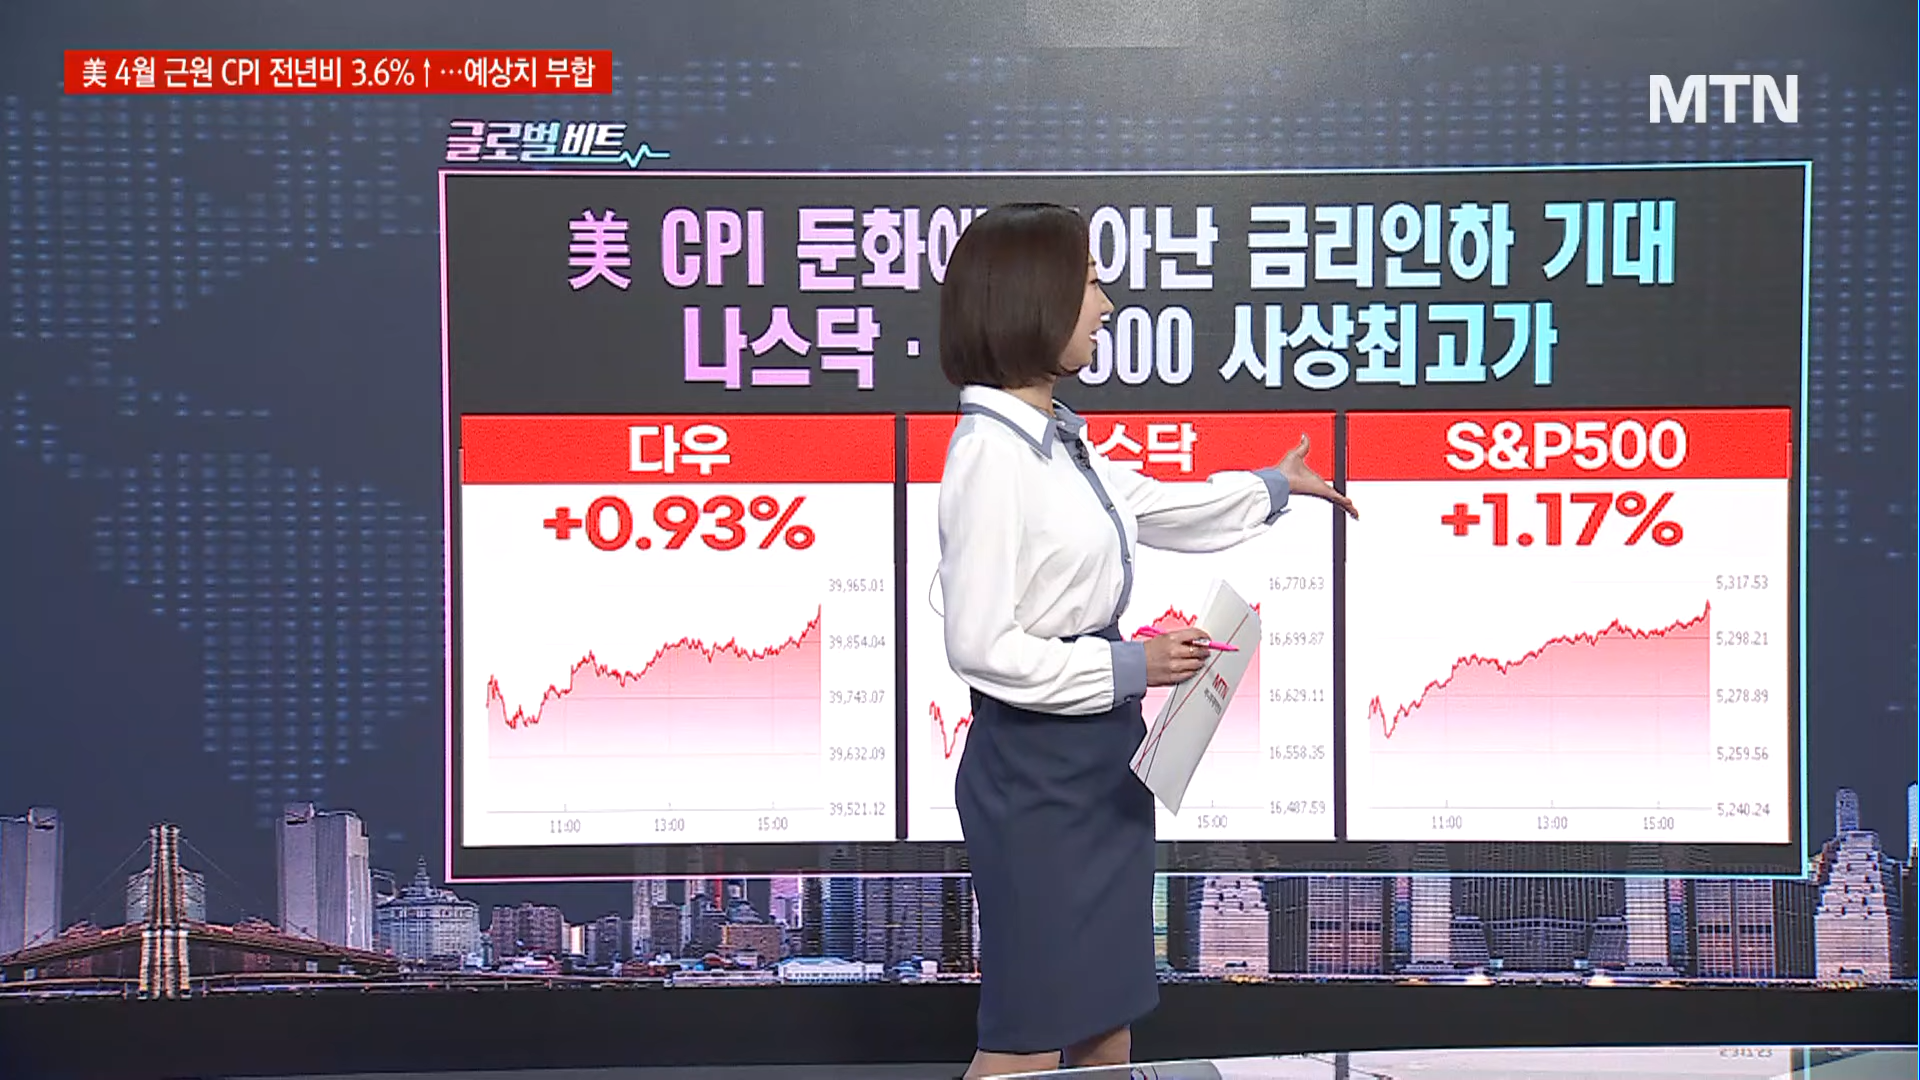 美 4월 근원 CPI 전년비 3.6%↑…예상치 부합
MTN
글로벌비트
美 CPI 둔화에 금리인하 기대
나스닥· 500 사상최고가
다우
+0.93%
39,965.01
39,854.04
39,743.07
39,632.09
39,521.12
11:00 13:00 15:00
스닥
16,770.63
16,699.87
16,629.11
16,558.35
16,487.59
15:00
S&P500
+1.17%
5,317.53
5,298.21
5,278.89
5,259.56
5,240.24
11:00 13:00 15:00
MTN